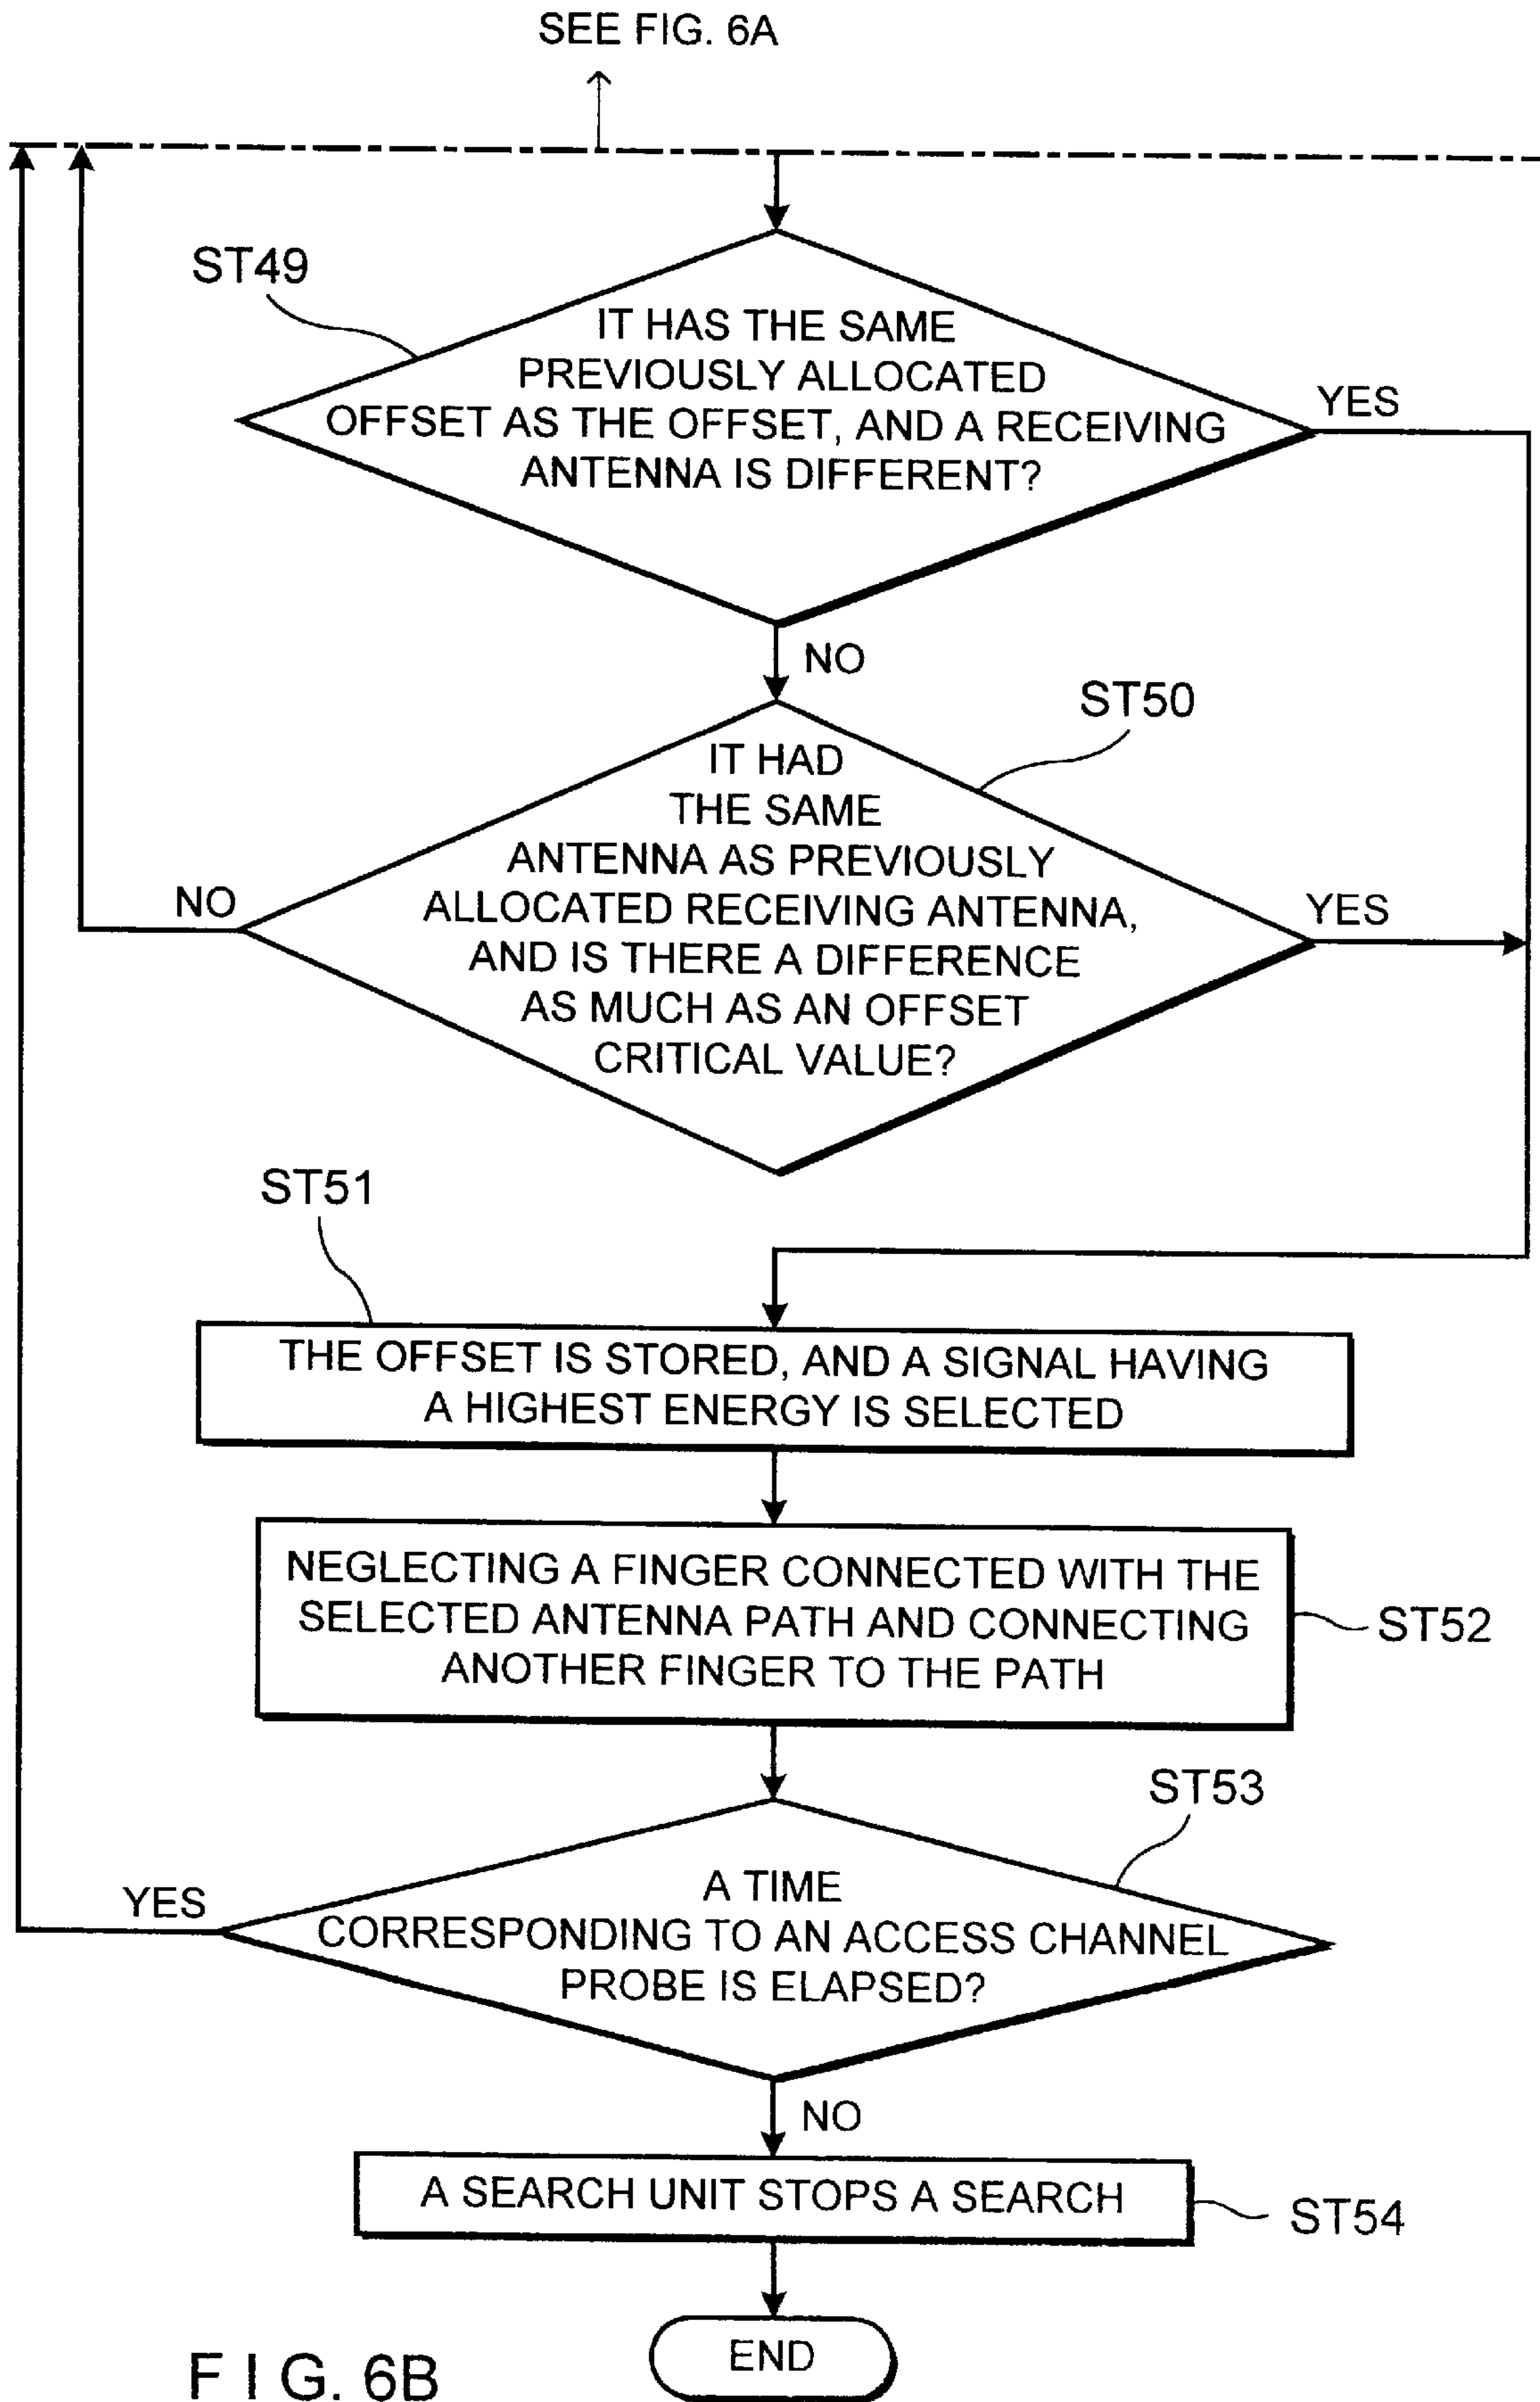 SEE FIG. 6A
ST49
IT HAS THE SAME
PREVIOUSLY ALLOCATED
OFFSET AS THE OFFSET, AND A RECEIVING
ANTENNA IS DIFFERENT?
YES
NO
ST50
IT HAD
THE SAME
ANTENNA AS PREVIOUSLY
ALLOCATED RECEIVING ANTENNA,
AND IS THERE A DIFFERENCE
AS MUCH AS AN OFFSET
CRITICAL VALUE?
NO
YES
ST51
THE OFFSET IS STORED, AND A SIGNAL HAVING
A HIGHEST ENERGY IS SELECTED
NEGLECTING A FINGER CONNECTED WITH THE
SELECTED ANTENNA PATH AND CONNECTING
ANOTHER FINGER TO THE PATH
ST52
ST53
A TIME
CORRESPONDING TO AN ACCESS CHANNEL
PROBE IS ELAPSED?
YES
NO
A SEARCH UNIT STOPS A SEARCH
ST54
END
F I G. 6B